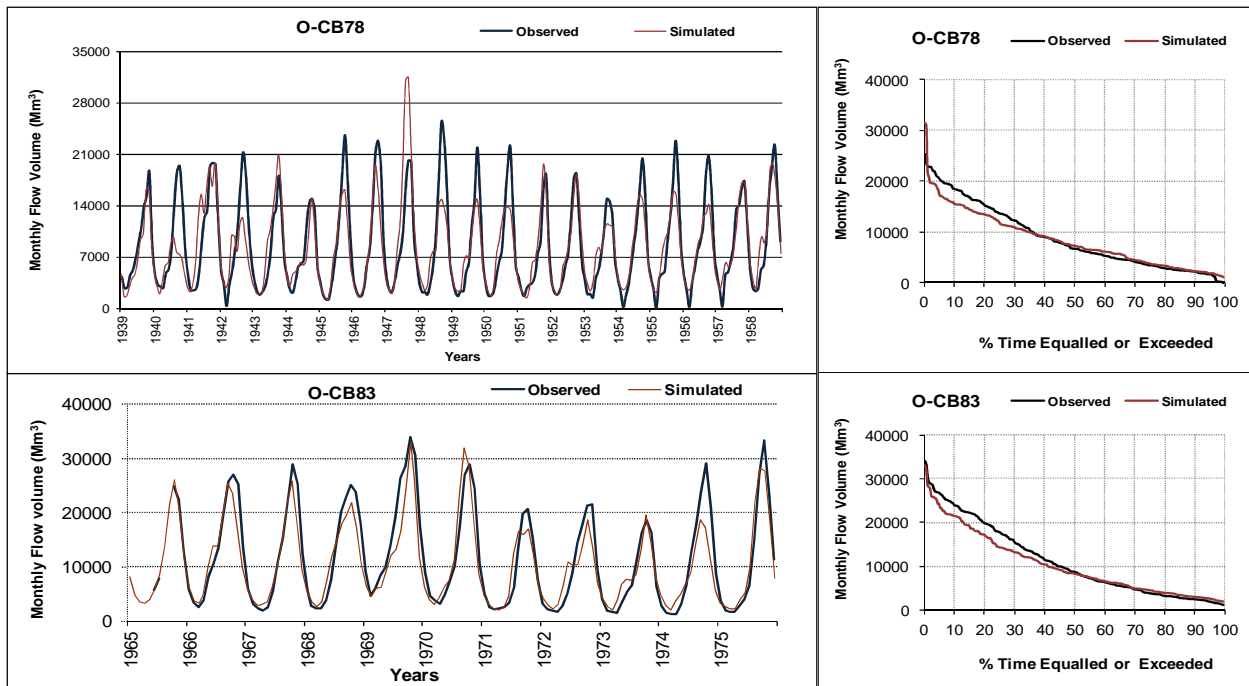 O-CB78
Observed
Simulated
Monthly Flow Volume (Mm³)
35000
28000
21000
14000
7000
0
1939
1940
1941
1942
1943
1944
1945
1946
1947
1948
1949
1950
1951
1952
1953
1954
1955
1956
1957
1958
Years
O-CB78
Observed
Simulated
Monthly Flow Volume (Mm³)
40000
30000
20000
10000
0
0 10 20 30 40 50 60 70 80 90 100
% Time Equalled or Exceeded
O-CB83
Observed
Simulated
Monthly Flow volume (Mm³)
40000
30000
20000
10000
0
1965
1966
1967
1968
1969
1970
1971
1972
1973
1974
1975
Years
O-CB83
Observed
Simulated
Monthly Flow Volume (Mm³)
40000
30000
20000
10000
0
0 10 20 30 40 50 60 70 80 90 100
% Time Equalled or Exceeded